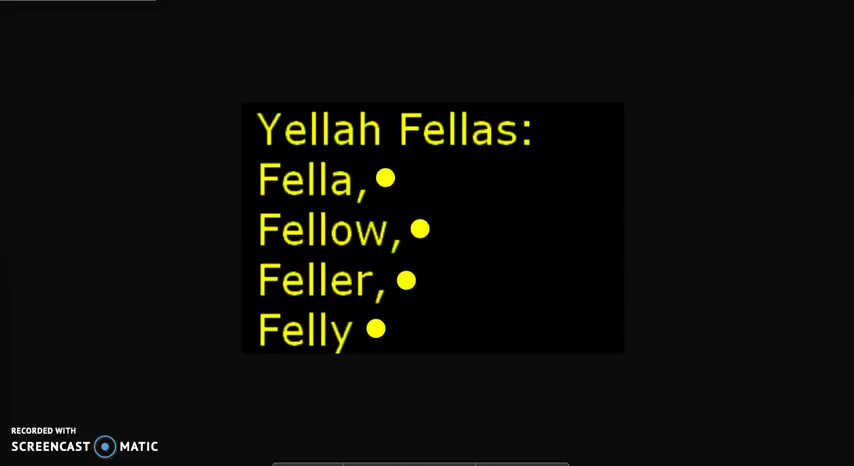 Yellah Fellas:
Fella,
Fellow,
Feller,
Felly
RECORDED WITH
SCREENCAST MATIC